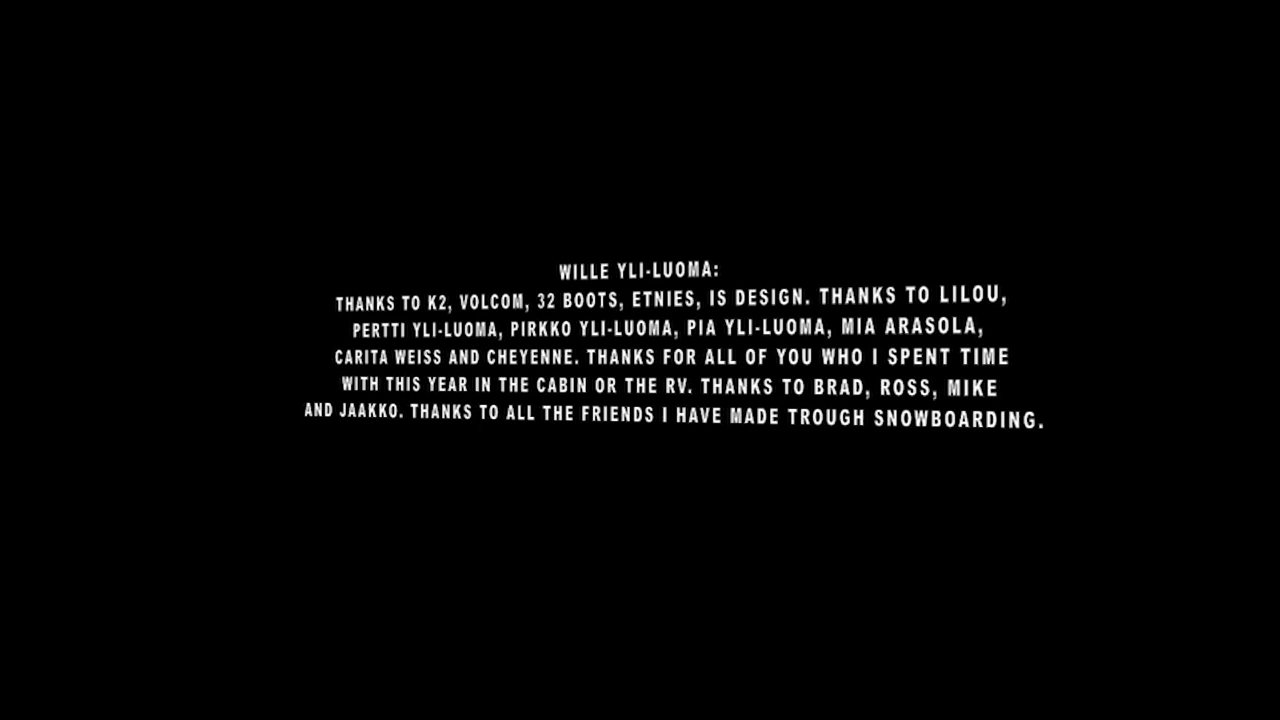 WILLE YLI-LUOMA:
THANKS TO K2, VOLCOM, 32 BOOTS, ETNIES, IS DESIGN. THANKS TO LILOU,
PERTTI YLI-LUOMA, PIRKKO YLI-LUOMA, PIA YLI-LUOMA, MIA ARASOLA,
CARITA WEISS AND CHEYENNE. THANKS FOR ALL OF YOU WHO I SPENT TIME
WITH THIS YEAR IN THE CABIN OR THE RV. THANKS TO BRAD, ROSS, MIKE
AND JAAKKO. THANKS TO ALL THE FRIENDS I HAVE MADE TROUGH SNOWBOARDING.